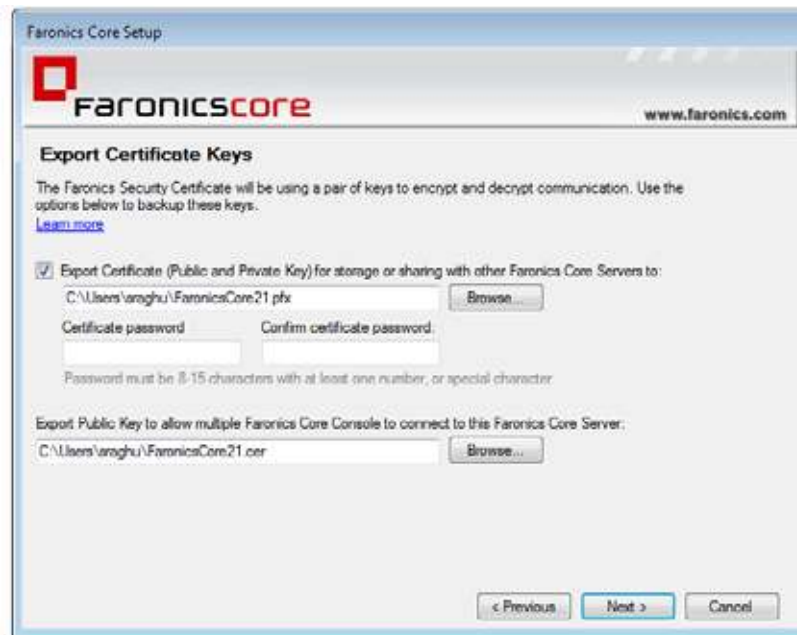 Faronics Core Setup
FARONICSCORE
www.faronics.com
Export Certificate Keys
The Faronics Security Certificate will be using a pair of keys to encrypt and decrypt communication. Use the
options below to backup these keys.
Learn more
Export Certificate (Public and Private Key) for storage or sharing with other Faronics Core Servers to:
C:\Users\araghu\FaronicsCore21.pfx
Browse...
Certificate password
Confirm certificate password:
Password must be 8-15 characters with at least one number, or special character
Export Public Key to allow multiple Faronics Core Console to connect to this Faronics Core Server:
C:\Users\araghu\FaronicsCore21.cer
Browse...
< Previous
Next >
Cancel